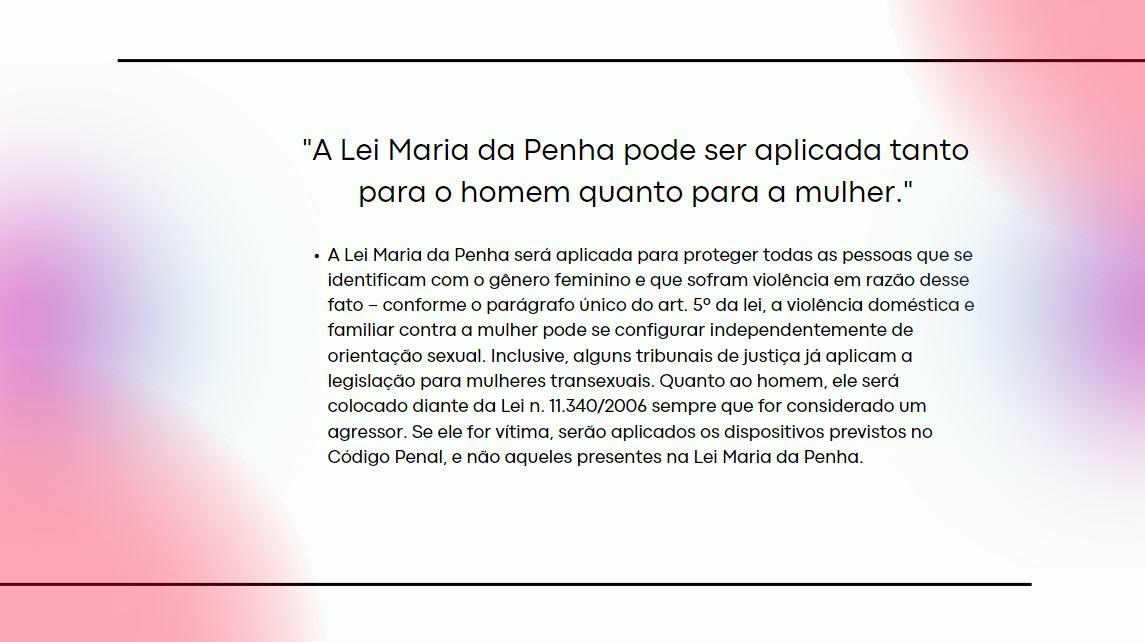 "A Lei Maria da Penha pode ser aplicada tanto
para o homem quanto para a mulher."
• A Lei Maria da Penha será aplicada para proteger todas as pessoas que se
identificam com o gênero feminino e que sofram violência em razão desse
fato – conforme o parágrafo único do art. 5º da lei, a violência doméstica e
familiar contra a mulher pode se configurar independentemente de
orientação sexual. Inclusive, alguns tribunais de justiça já aplicam a
legislação para mulheres transexuais. Quanto ao homem, ele será
colocado diante da Lei n. 11.340/2006 sempre que for considerado um
agressor. Se ele for vítima, serão aplicados os dispositivos previstos no
Código Penal, e não aqueles presentes na Lei Maria da Penha.